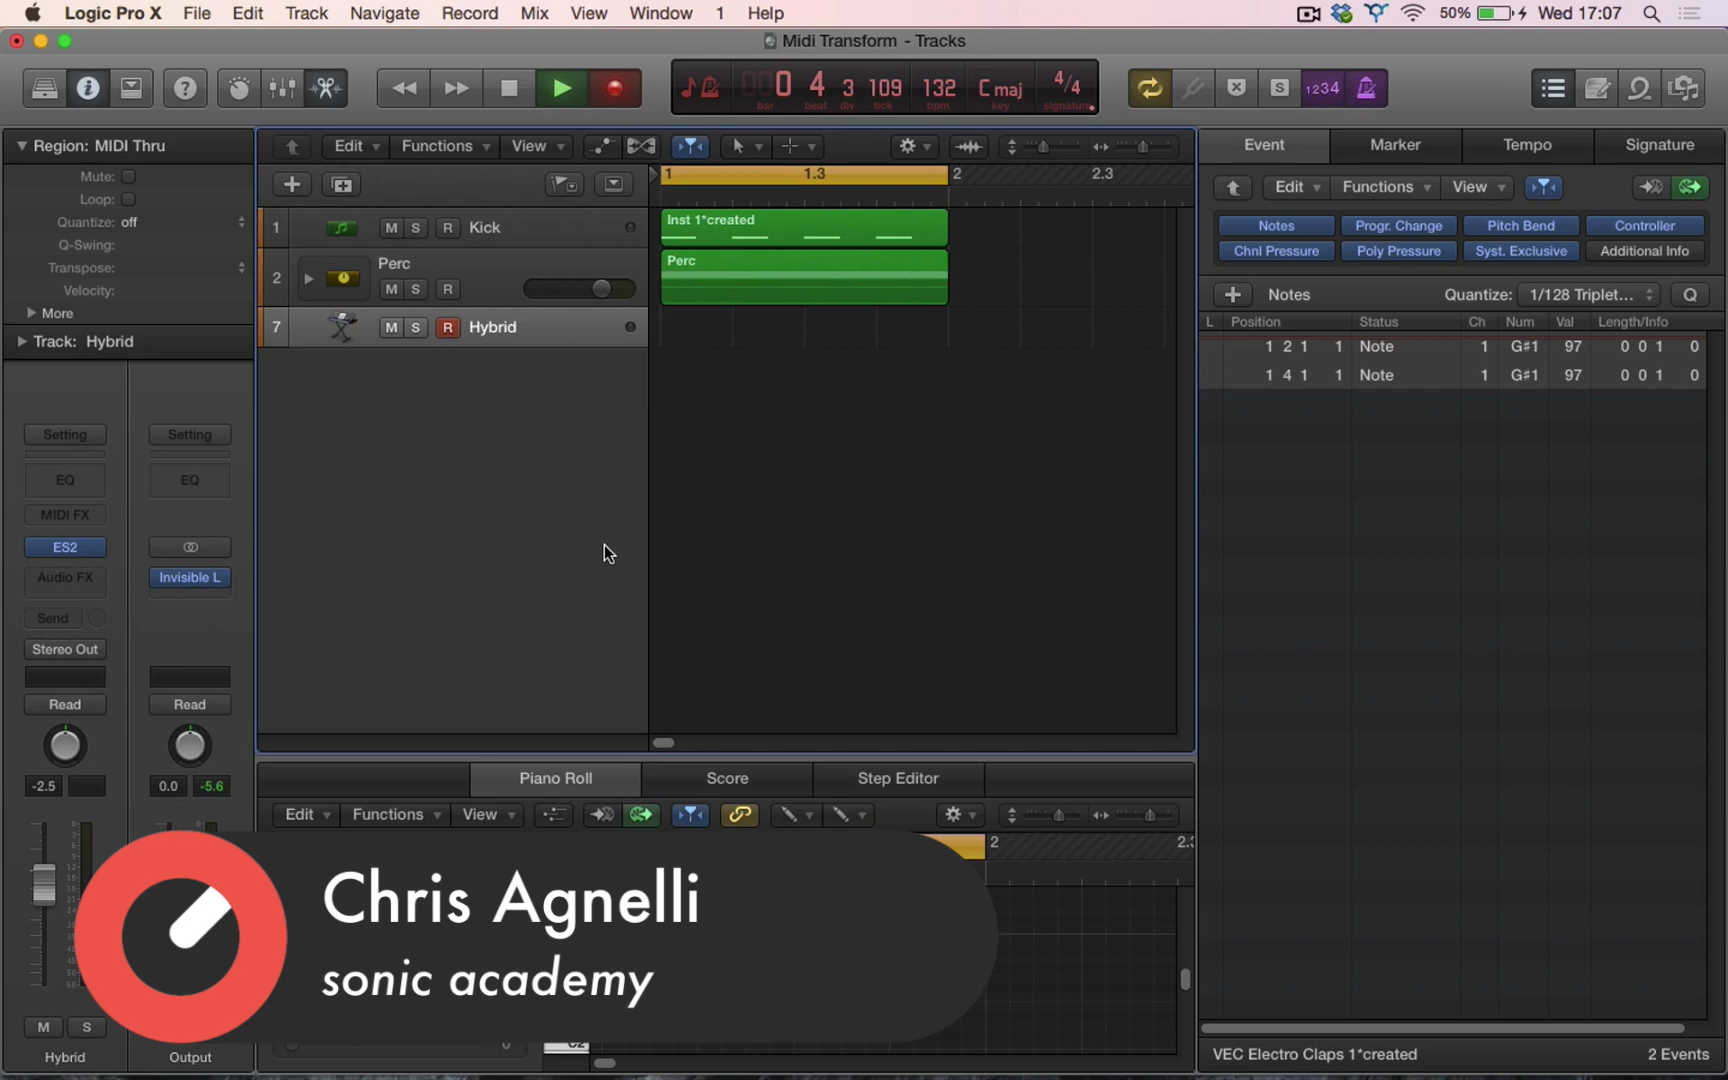 Logic Pro X File Edit Track Navigate Record Mix View Window 1 Help 50% Wed 17:07
Midi Transform - Tracks
0 4 3 109 132 C maj 4/4
bar beat div tick bpm key signature
S 1234
Region: MIDI Thru
Mute:
Loop:
Quantize: off
Q-Swing:
Transpose:
Velocity:
More
Track: Hybrid
Setting Setting
EQ EQ
MIDI FX
ES2
Audio FX Invisible L
Send
Stereo Out
Read Read
-2.5 0.0 -5.6
M S
Hybrid Output
Edit Functions View
1 1.3 2 2.3
1 M S R Kick
Inst 1*created
2 Perc
M S R
Perc
7 M S R Hybrid
Piano Roll Score Step Editor
Edit Functions View
2
C2
0
Chris Agnelli
sonic academy
Event Marker Tempo Signature
Edit Functions View
Notes Progr. Change Pitch Bend Controller
Chnl Pressure Poly Pressure Syst. Exclusive Additional Info
Notes Quantize: 1/128 Triplet... Q
L Position Status Ch Num Val Length/Info
1 2 1 1 Note 1 G#1 97 0 0 1 0
1 4 1 1 Note 1 G#1 97 0 0 1 0
VEC Electro Claps 1*created 2 Events